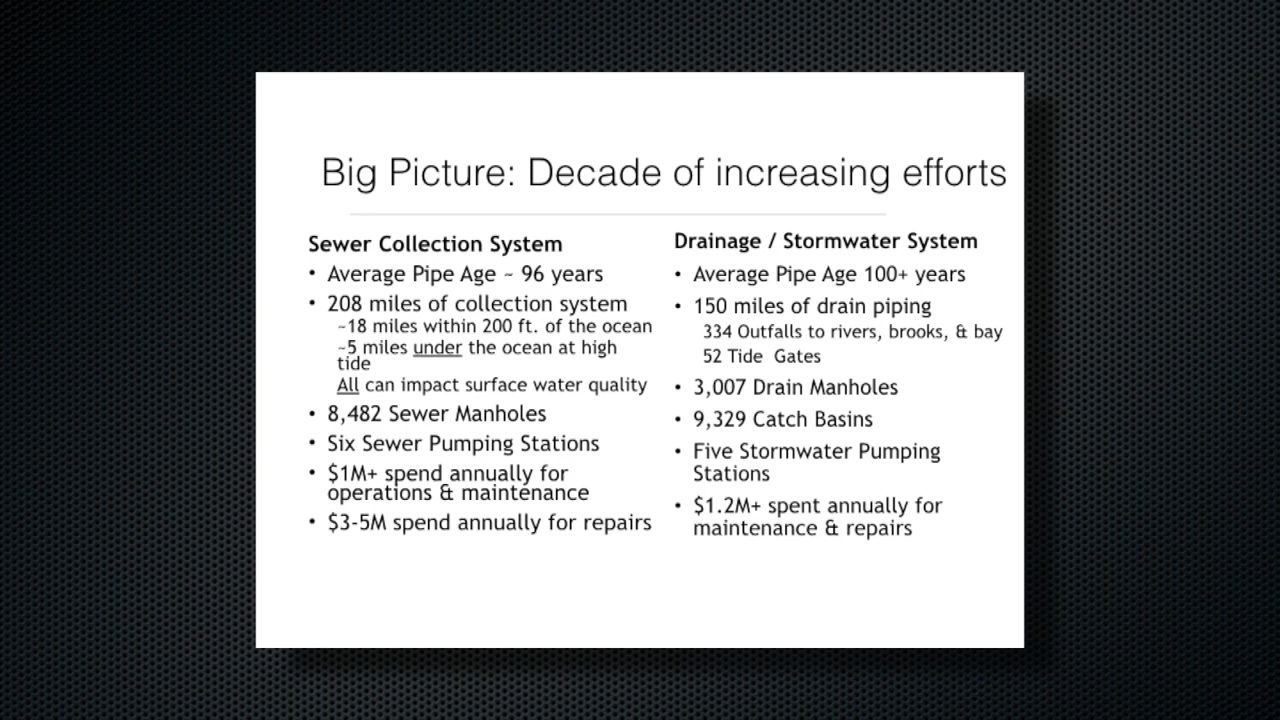 Big Picture: Decade of increasing efforts
Sewer Collection System
• Average Pipe Age ~ 96 years
• 208 miles of collection system
~18 miles within 200 ft. of the ocean
~5 miles under the ocean at high
tide
All can impact surface water quality
• 8,482 Sewer Manholes
• Six Sewer Pumping Stations
• $1M+ spend annually for
operations & maintenance
• $3-5M spend annually for repairs
Drainage / Stormwater System
• Average Pipe Age 100+ years
• 150 miles of drain piping
334 Outfalls to rivers, brooks, & bay
52 Tide Gates
• 3,007 Drain Manholes
• 9,329 Catch Basins
• Five Stormwater Pumping
Stations
• $1.2M+ spent annually for
maintenance & repairs